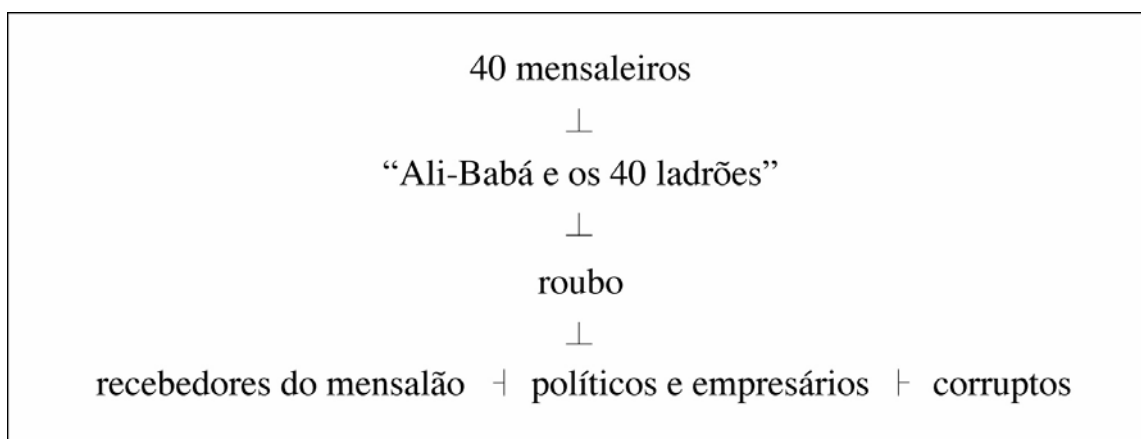 40 mensaleiros
⊥
“Ali-Babá e os 40 ladrões”
⊥
roubo
⊥
recebedores do mensalão ⊣ políticos e empresários ⊢ corruptos